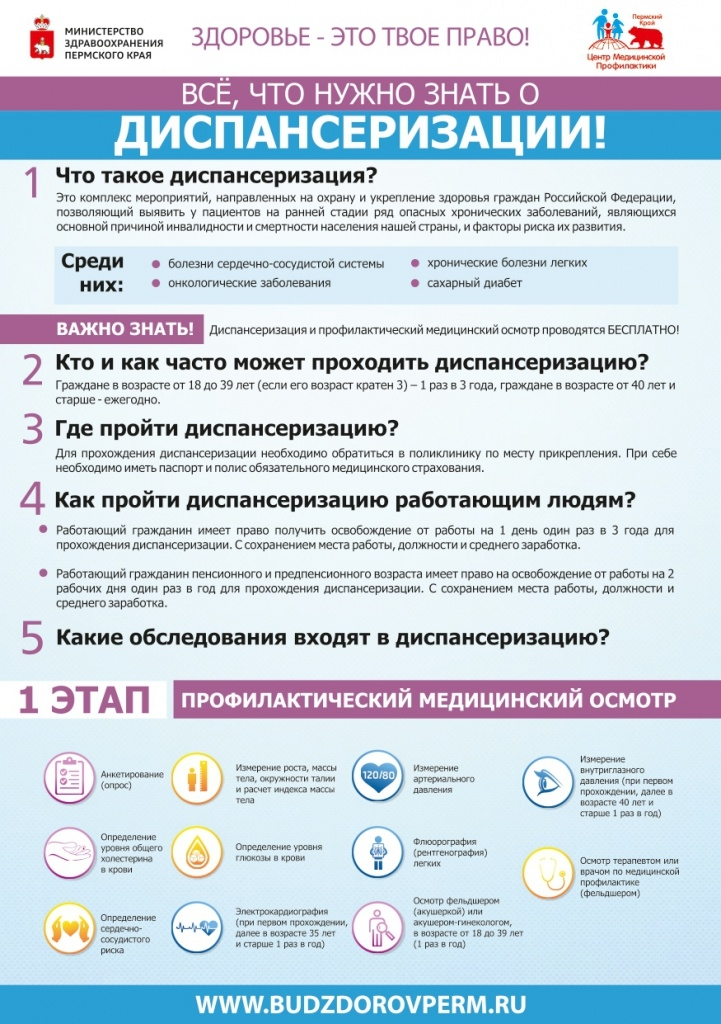 МИНИСТЕРСТВО
ЗДРАВООХРАНЕНИЯ
ПЕРМСКОГО КРАЯ
ЗДОРОВЬЕ - ЭТО ТВОЕ ПРАВО!
Пермский
Край
Центр Медицинской
Профилактики
ВСЁ, ЧТО НУЖНО ЗНАТЬ О
ДИСПАНСЕРИЗАЦИИ!
1 Что такое диспансеризация?
Это комплекс мероприятий, направленных на охрану и укрепление здоровья граждан Российской Федерации,
позволяющий выявить у пациентов на ранней стадии ряд опасных хронических заболеваний, являющихся
основной причиной инвалидности и смертности населения нашей страны, и факторы риска их развития.
Среди
них:
болезни сердечно-сосудистой системы
онкологические заболевания
хронические болезни легких
сахарный диабет
ВАЖНО ЗНАТЬ! Диспансеризация и профилактический медицинский осмотр проводятся БЕСПЛАТНО!
2 Кто и как часто может проходить диспансеризацию?
Граждане в возрасте от 18 до 39 лет (если его возраст кратен 3) – 1 раз в 3 года, граждане в возрасте от 40 лет и
старше - ежегодно.
3 Где пройти диспансеризацию?
Для прохождения диспансеризации необходимо обратиться в поликлинику по месту прикрепления. При себе
необходимо иметь паспорт и полис обязательного медицинского страхования.
4 Как пройти диспансеризацию работающим людям?
Работающий гражданин имеет право получить освобождение от работы на 1 день один раз в 3 года для
прохождения диспансеризации. С сохранением места работы, должности и среднего заработка.
Работающий гражданин пенсионного и предпенсионного возраста имеет право на освобождение от работы на 2
рабочих дня один раз в год для прохождения диспансеризации. С сохранением места работы, должности и
среднего заработка.
5 Какие обследования входят в диспансеризацию?
1 ЭТАП ПРОФИЛАКТИЧЕСКИЙ МЕДИЦИНСКИЙ ОСМОТР
Анкетирование
(опрос)
Измерение роста, массы
тела, окружности талии
и расчет индекса массы
тела
120/80
Измерение
артериального
давления
Измерение
внутриглазного
давления (при первом
прохождении, далее в
возрасте 40 лет и
старше 1 раз в год)
Определение
уровня общего
холестерина
в крови
Определение уровня
глюкозы в крови
Флюорография
(рентгенография)
легких
Осмотр терапевтом или
врачом по медицинской
профилактике
(фельдшером)
Определение
сердечно-
сосудистого
риска
Электрокардиография
(при первом прохождении,
далее в возрасте 35 лет
и старше 1 раз в год)
Осмотр фельдшером
(акушеркой) или
акушером-гинекологом,
в возрасте от 18 до 39 лет
(1 раз в год)
WWW.BUDZDOROVPERM.RU